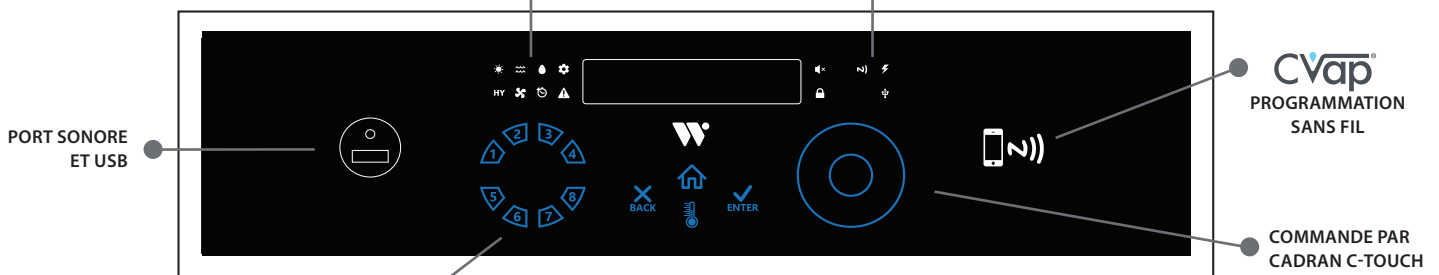 HY
PORT SONORE
ET USB
1
2
3
4
5
6
7
8
BACK
ENTER
CVap®
PROGRAMMATION
SANS FIL
COMMANDE PAR
CADRAN C-TOUCH